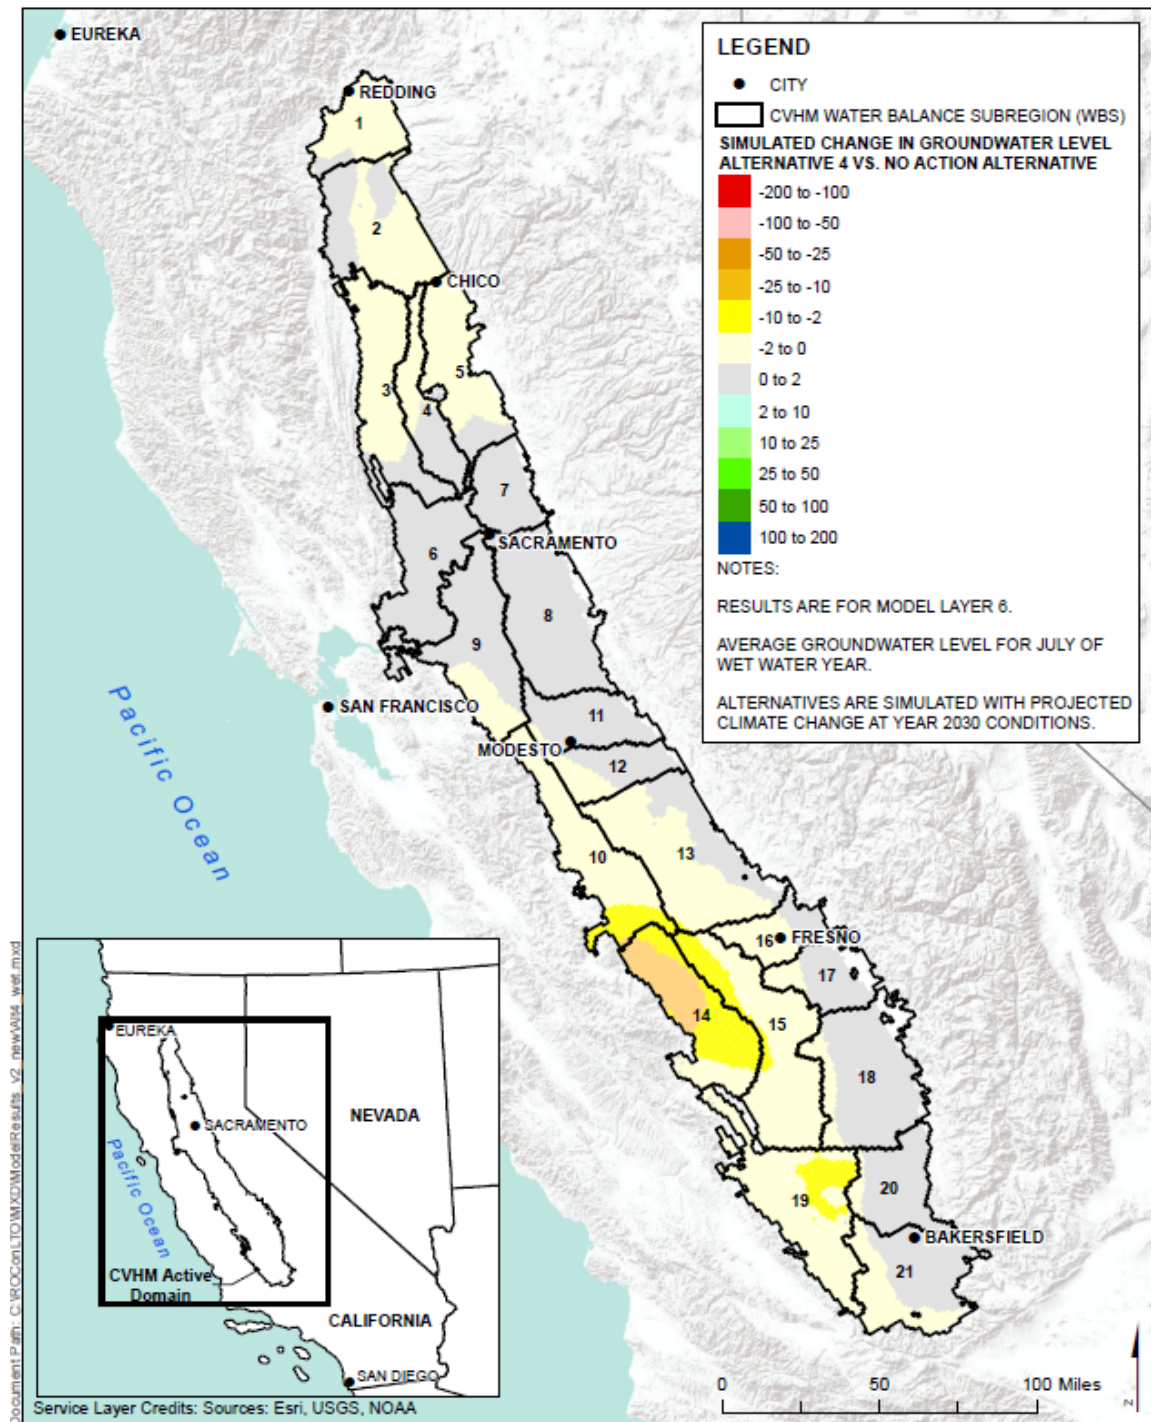 EUREKA
REDDING
1
2
CHICO
3
4
5
7
SACRAMENTO
6
8
9
SAN FRANCISCO
11
MODESTO
12
10
13
16
FRESNO
17
14
15
18
19
20
BAKERSFIELD
21
Pacific Ocean
LEGEND
CITY
CVHM WATER BALANCE SUBREGION (WBS)
SIMULATED CHANGE IN GROUNDWATER LEVEL
ALTERNATIVE 4 VS. NO ACTION ALTERNATIVE
-200 to -100
-100 to -50
-50 to -25
-25 to -10
-10 to -2
-2 to 0
0 to 2
2 to 10
10 to 25
25 to 50
50 to 100
100 to 200
NOTES:
RESULTS ARE FOR MODEL LAYER 6.
AVERAGE GROUNDWATER LEVEL FOR JULY OF
WET WATER YEAR.
ALTERNATIVES ARE SIMULATED WITH PROJECTED
CLIMATE CHANGE AT YEAR 2030 CONDITIONS.
EUREKA
SACRAMENTO
NEVADA
Pacific Ocean
CVHM Active
Domain
CALIFORNIA
SAN DIEGO
Service Layer Credits: Sources: Esri, USGS, NOAA
0 50 100 Miles
Z